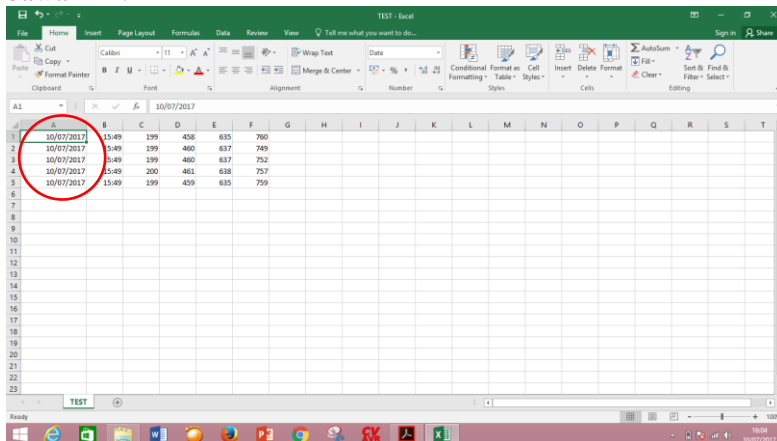 TEST - Excel
File Home Insert Page Layout Formulas Data Review View Tell me what you want to do... Sign in Share
Paste Cut Copy Format Painter Clipboard
Calibri 11 A A B I U A Font
Wrap Text Merge & Center Alignment
Date % Number
Conditional Formatting Format as Table Cell Styles Styles
Insert Delete Format Cells
AutoSum Fill Clear Sort & Filter Find & Select Editing
A1 fx 10/07/2017
A B C D E F G H I J K L M N O P Q R S T
1 10/07/2017 15:49 199 458 635 760
2 10/07/2017 15:49 199 460 637 749
3 10/07/2017 15:49 199 460 637 752
4 10/07/2017 15:49 200 461 638 757
5 10/07/2017 15:49 199 459 635 759
6
7
8
9
10
11
12
13
14
15
16
17
18
19
20
21
22
23
TEST
Ready
16:04
10/07/2017